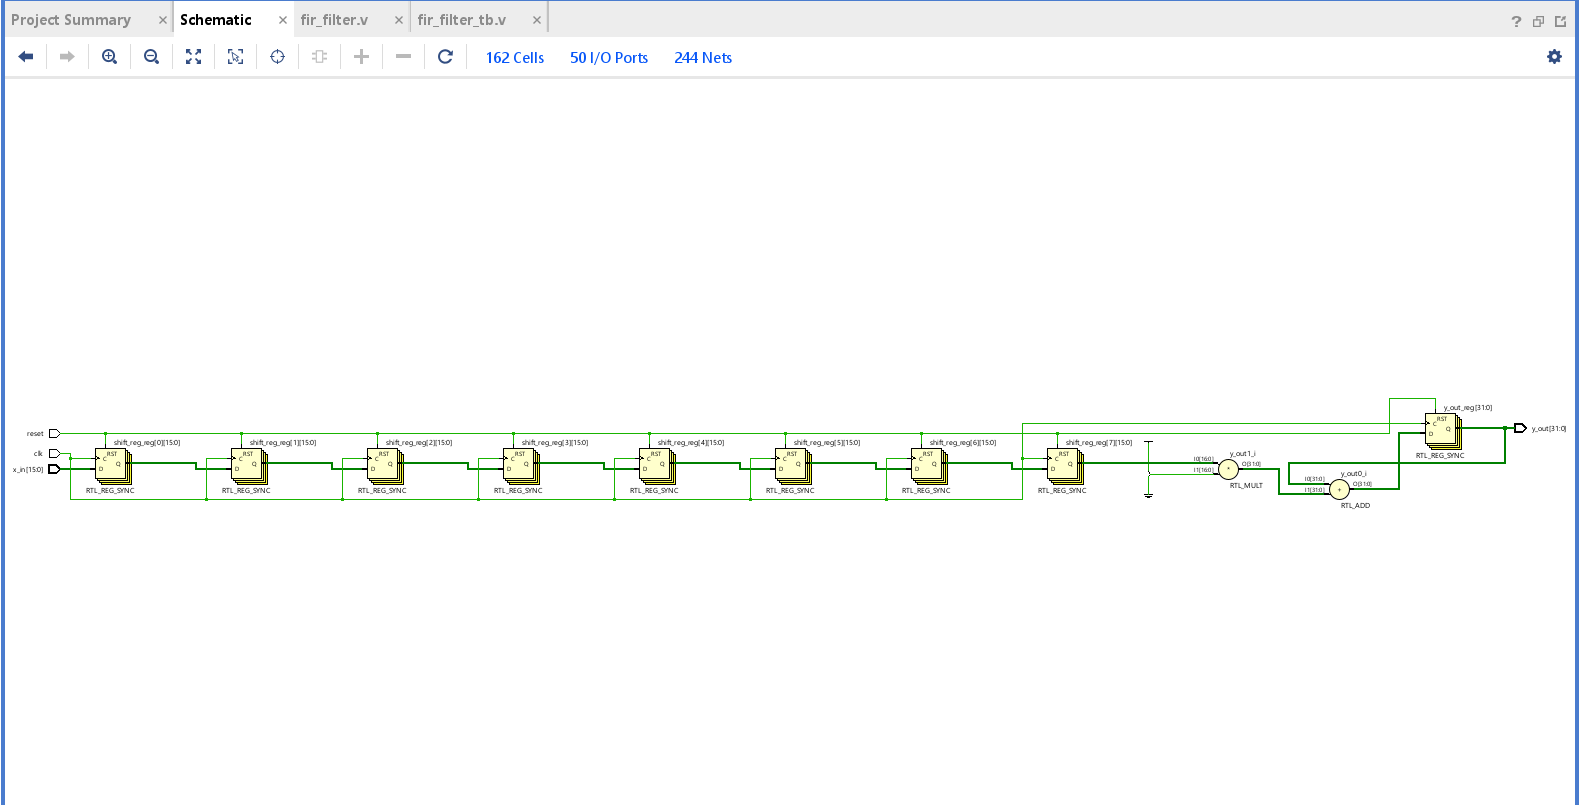 Project Summary × Schematic × fir_filter.v × fir_filter_tb.v × ?
162 Cells 50 I/O Ports 244 Nets
y_out_reg[31:0]
RST
C
Q
D
y_out[31:0]
RTL_REG_SYNC
reset
clk
x_in[15:0]
shift_reg_reg[0][15:0] shift_reg_reg[1][15:0] shift_reg_reg[2][15:0] shift_reg_reg[3][15:0] shift_reg_reg[4][15:0] shift_reg_reg[5][15:0] shift_reg_reg[6][15:0] shift_reg_reg[7][15:0]
RST RST RST RST RST RST RST RST
C C C C C C C C
Q Q Q Q Q Q Q Q
D D D D D D D D
RTL_REG_SYNC RTL_REG_SYNC RTL_REG_SYNC RTL_REG_SYNC RTL_REG_SYNC RTL_REG_SYNC RTL_REG_SYNC RTL_REG_SYNC
y_out1_i
I0[16:0]
O[31:0]
I1[16:0]
*
RTL_MULT
y_out0_i
I0[31:0]
O[31:0]
I1[31:0]
+
RTL_ADD